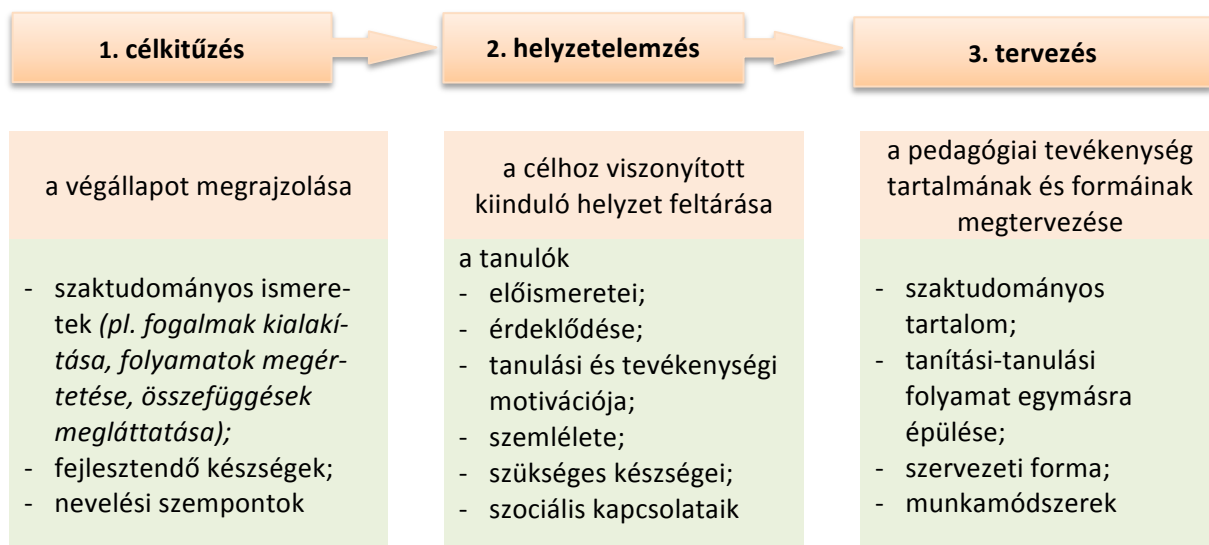 1. célkitűzés
2. helyzetelemzés
3. tervezés
a végállapot megrajzolása
- szaktudományos ismere-
tek (pl. fogalmak kialakí-
tása, folyamatok megér-
tetése, összefüggések
megláttatása);
- fejlesztendő készségek;
- nevelési szempontok
a célhoz viszonyított
kiinduló helyzet feltárása
a tanulók
- előismeretei;
- érdeklődése;
- tanulási és tevékenységi
motivációja;
- szemlélete;
- szükséges készségei;
- szociális kapcsolataik
a pedagógiai tevékenység
tartalmának és formáinak
megtervezése
- szaktudományos
tartalom;
- tanítási-tanulási
folyamat egymásra
épülése;
- szervezeti forma;
- munkamódszerek